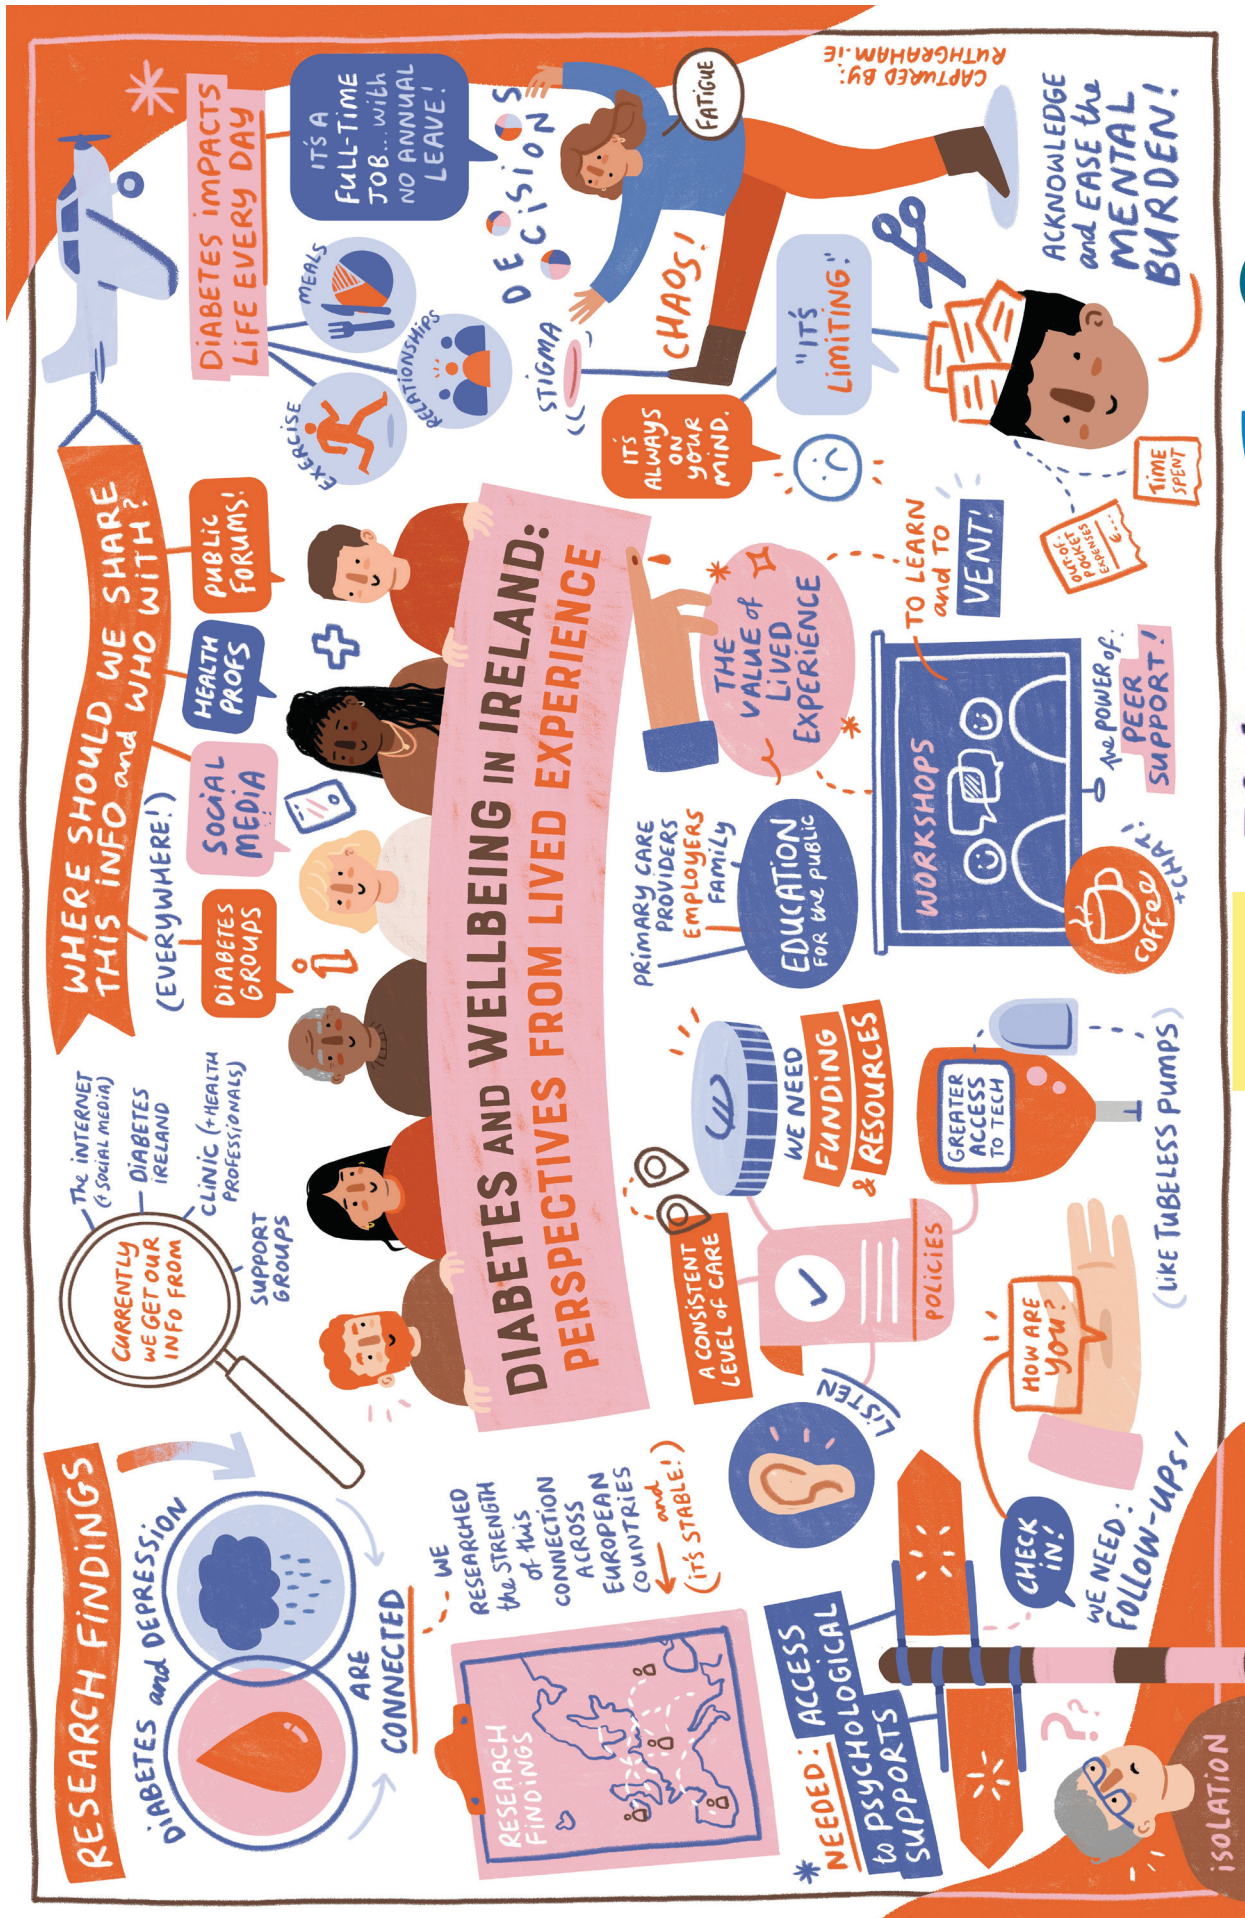 RESEARCH FINDINGS
DIABETES and DEPRESSION
ARE
CONNECTED
WE
RESEARCHED
the STRENGTH
of this
CONNECTION
ACROSS
EUROPEAN
COUNTRIES
and
(IT'S STABLE!)
RESEARCH
FINDINGS
CURRENTLY
WE GET OUR
INFO FROM
The INTERNET
(+ SOCIAL MEDIA)
DIABETES
IRELAND
CLINIC (+HEALTH
PROFESSIONALS)
SUPPORT
GROUPS
WHERE SHOULD WE SHARE
THIS INFO and WHO WITH?
(EVERYWHERE!)
DIABETES
GROUPS
SOCIAL
MEDIA
HEALTH
PROFS
PUBLIC
FORUMS!
DIABETES IMPACTS
LIFE EVERY DAY
EXERCISE
RELATIONSHIPS
MEALS
IT'S A
FULL-TIME
JOB...with
NO ANNUAL
LEAVE!
DECISIONS
STIGMA
CHAOS!
FATIGUE
CAPTURED BY:
RUTHGRAHAM.IE
DIABETES AND WELLBEING IN IRELAND:
PERSPECTIVES FROM LIVED EXPERIENCE
IT'S
ALWAYS
ON
YOUR
MIND.
"IT'S
LIMITING."
ACKNOWLEDGE
and EASE the
MENTAL
BURDEN!
OUT-OF-
POCKET
EXPENSES
€...
TIME
SPENT
THE
VALUE of
LIVED
EXPERIENCE
TO LEARN
and TO
VENT!
WORKSHOPS
the POWER of:
PEER
SUPPORT!
COFFEE
+CHAT!
PRIMARY CARE
PROVIDERS
EMPLOYERS
FAMILY
EDUCATION
FOR the PUBLIC
WE NEED
FUNDING
& RESOURCES
A CONSISTENT
LEVEL of CARE
POLICIES
GREATER
ACCESS
TO TECH
(LIKE TUBELESS PUMPS)
LISTEN
NEEDED: ACCESS
to PSYCHOLOGICAL
SUPPORTS
HOW ARE
YOU?
CHECK
IN!
WE NEED:
FOLLOW-UPS!
??
ISOLATION